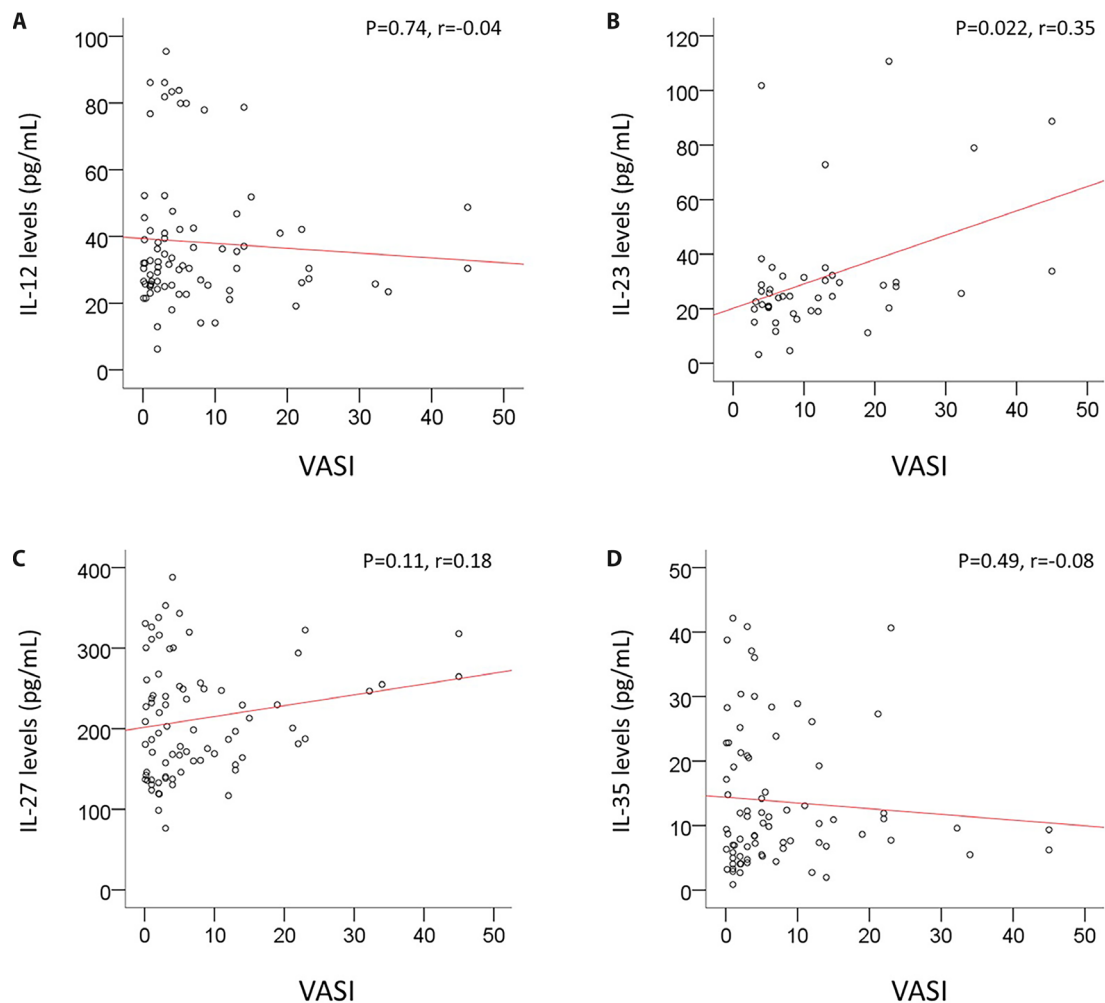 A
P=0.74, r=-0.04
IL-12 levels (pg/mL)
100
80
60
40
20
0
0 10 20 30 40 50
VASI
B
P=0.022, r=0.35
IL-23 levels (pg/mL)
120
100
80
60
40
20
0
0 10 20 30 40 50
VASI
C
P=0.11, r=0.18
IL-27 levels (pg/mL)
400
300
200
100
0
0 10 20 30 40 50
VASI
D
P=0.49, r=-0.08
IL-35 levels (pg/mL)
50
40
30
20
10
0
0 10 20 30 40 50
VASI